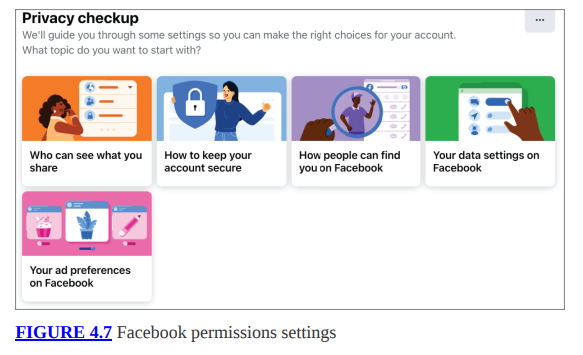 Privacy checkup
...
We'll guide you through some settings so you can make the right choices for your account.
What topic do you want to start with?
Who can see what you
share
How to keep your
account secure
How people can find
you on Facebook
Your data settings on
Facebook
Your ad preferences
on Facebook
FIGURE 4.7 Facebook permissions settings